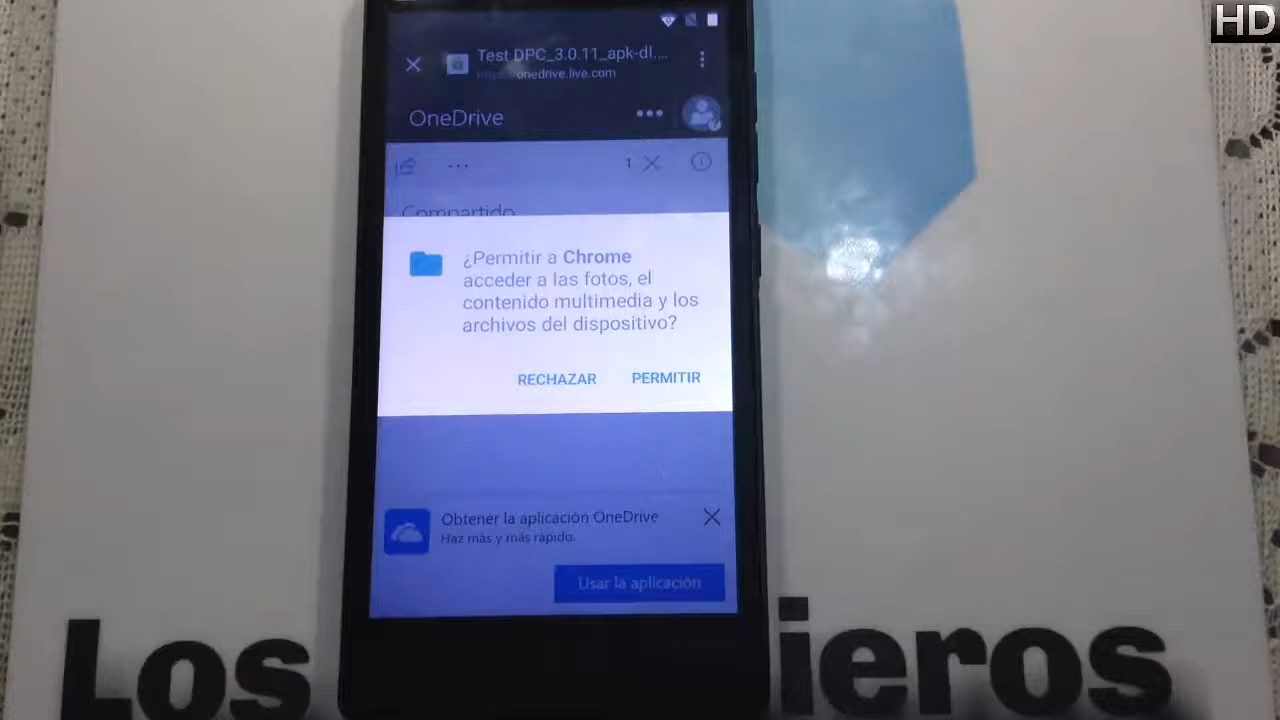 HD
Test DPC_3.0.11_apk-dl....
onedrive.live.com
OneDrive
1
Compartido
¿Permitir a Chrome
acceder a las fotos, el
contenido multimedia y los
archivos del dispositivo?
RECHAZAR PERMITIR
Obtener la aplicación OneDrive
Haz más y más rápido.
Usar la aplicación
Los ieros